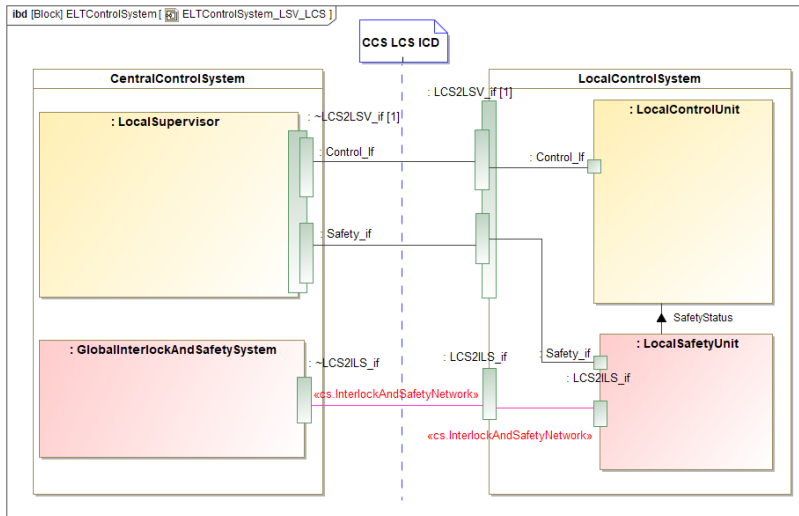 ibd [Block] ELTControlSystem [ ELTControlSystem_LSV_LCS ]
CCS LCS ICD
CentralControlSystem
LocalControlSystem
: LCS2LSV_if [1]
: LocalSupervisor
: ~LCS2LSV_if [1]
: LocalControlUnit
: Control_If
: Control_If
: Safety_if
SafetyStatus
: GlobalInterlockAndSafetySystem
: ~LCS2ILS_if
: LCS2ILS_if
: Safety_if
: LocalSafetyUnit
: LCS2ILS_if
«cs.InterlockAndSafetyNetwork»
«cs.InterlockAndSafetyNetwork»